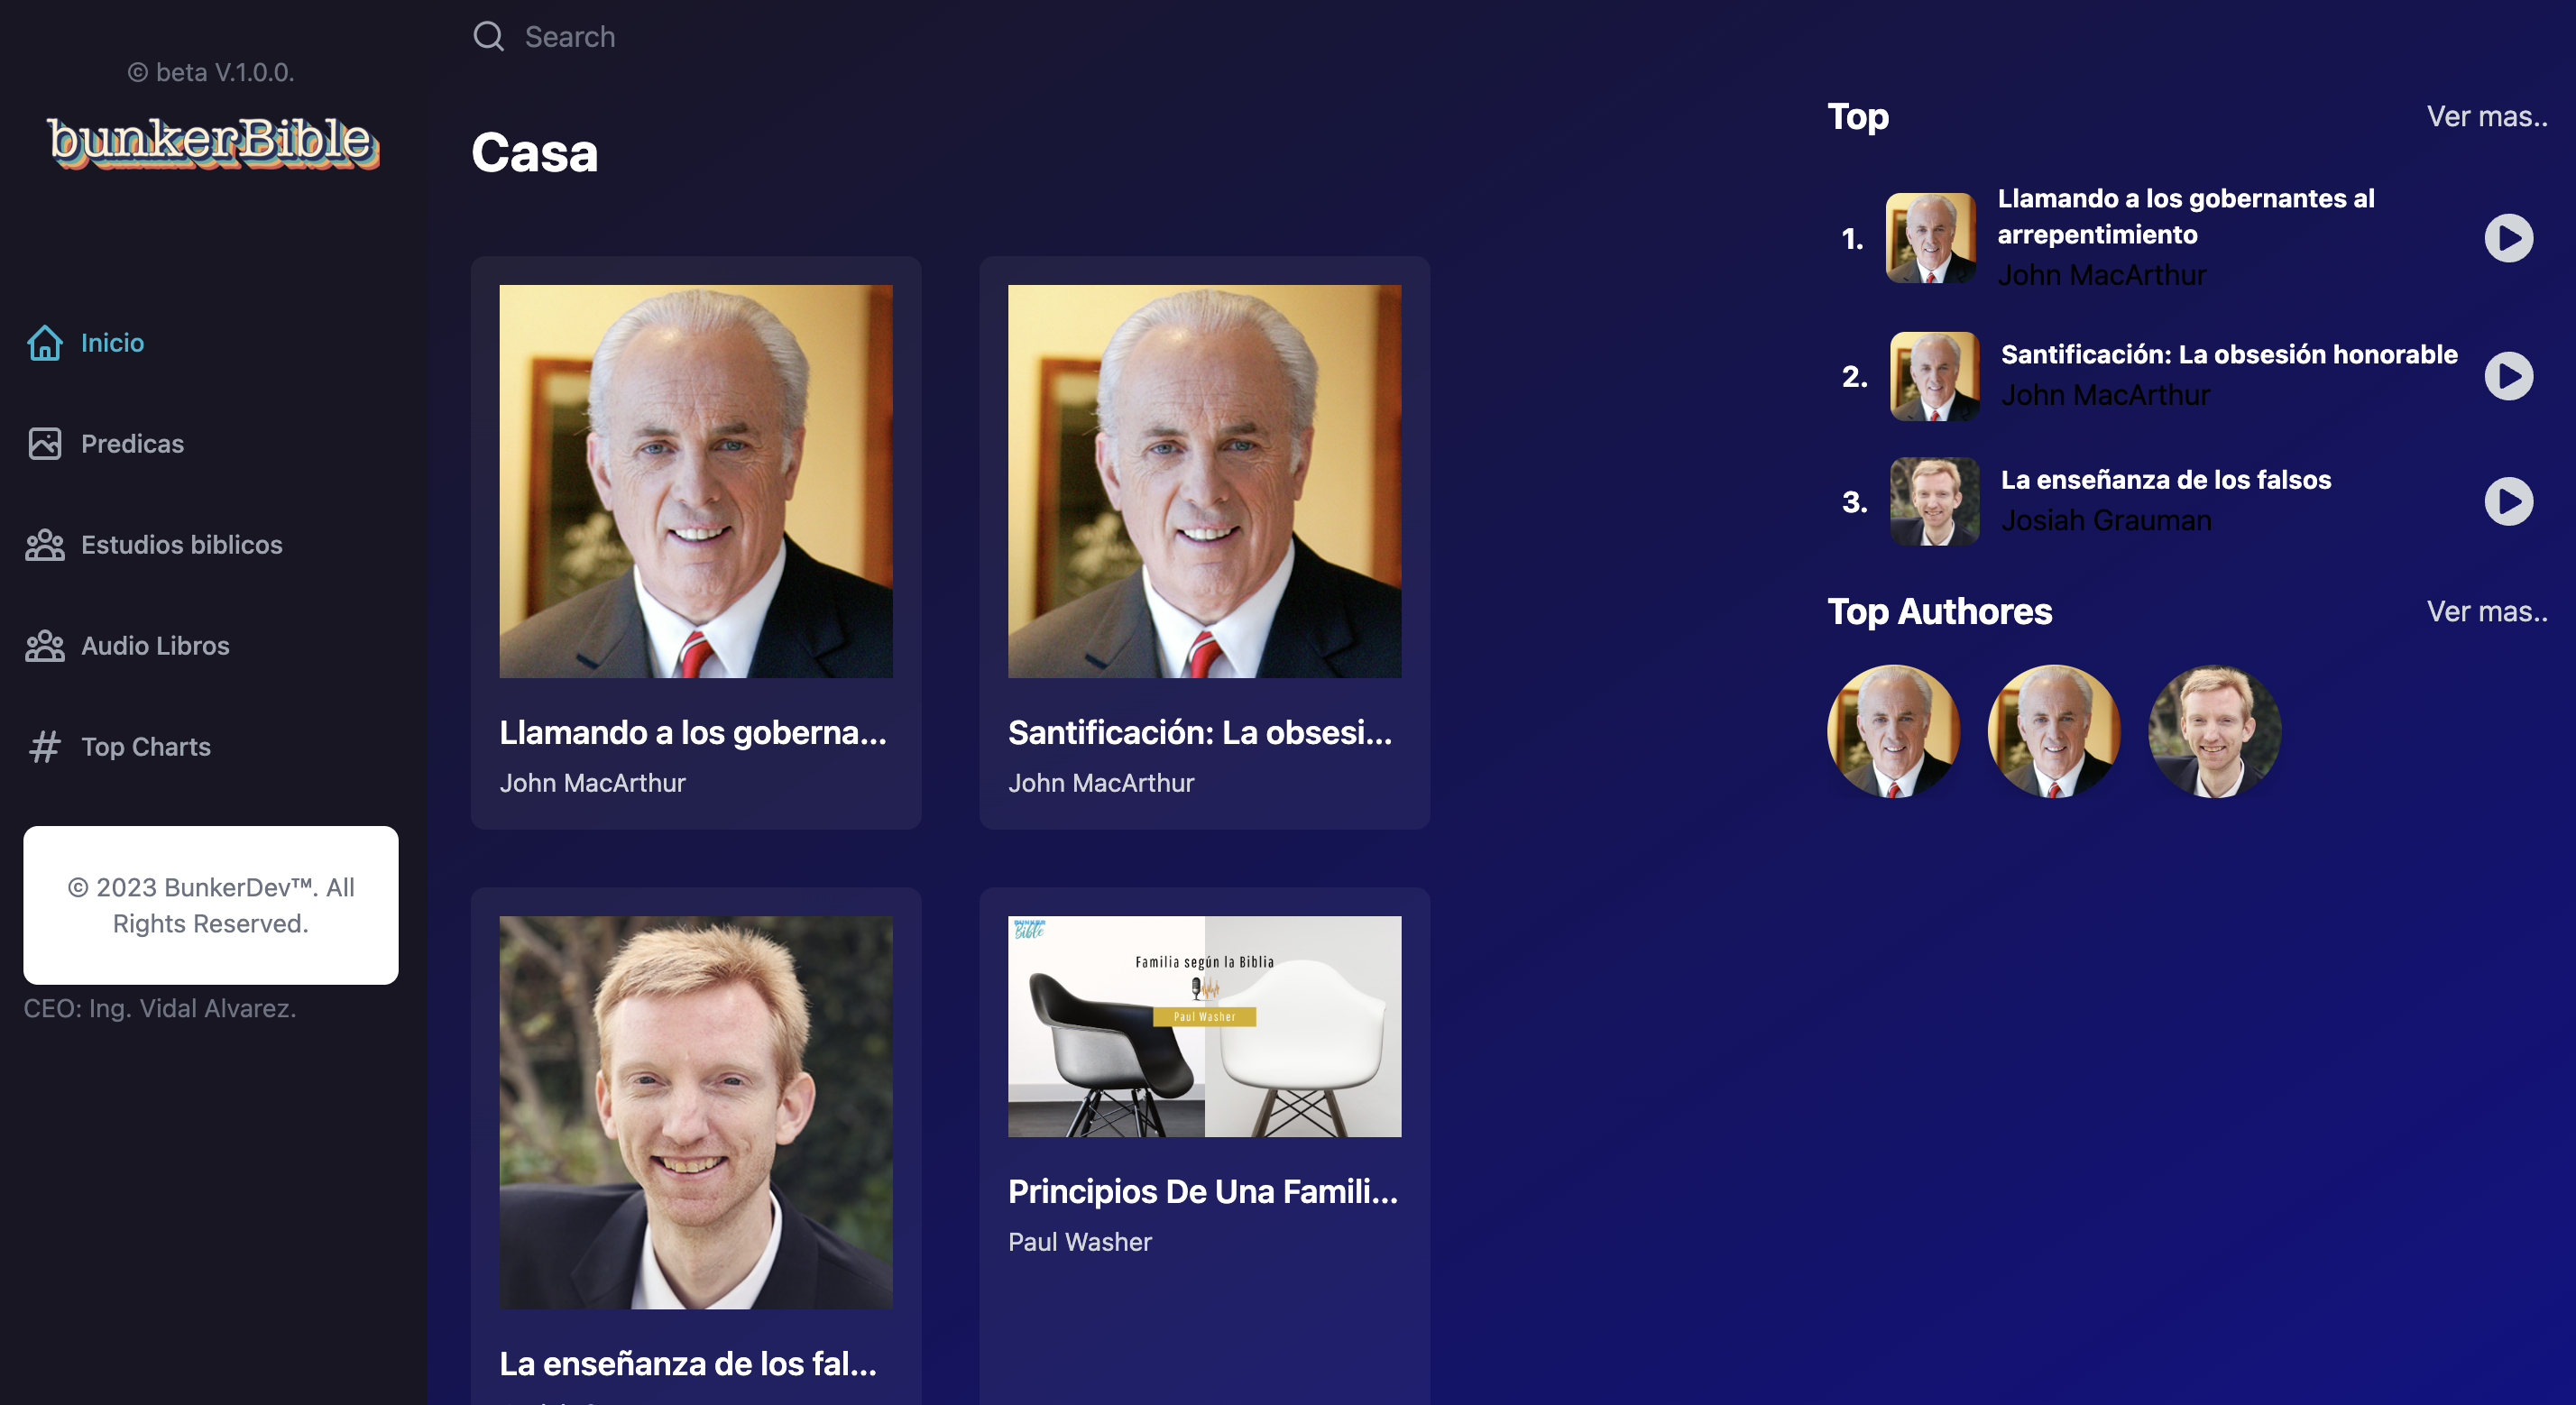 © beta V.1.0.0.
bunkerBible
Inicio
Predicas
Estudios biblicos
Audio Libros
Top Charts
© 2023 BunkerDev™. All
Rights Reserved.
CEO: Ing. Vidal Alvarez.
Search
Casa
Llamando a los goberna...
John MacArthur
Santificación: La obsesi...
John MacArthur
BUNKER
Bible
Familia según la Biblia
Paul Washer
La enseñanza de los fal...
Principios De Una Famili...
Paul Washer
Top
Ver mas..
1.
Llamando a los gobernantes al
arrepentimiento
John MacArthur
2.
Santificación: La obsesión honorable
John MacArthur
3.
La enseñanza de los falsos
Josiah Grauman
Top Authores
Ver mas..